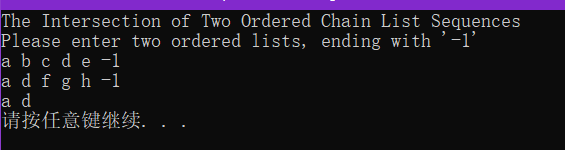 The Intersection of Two Ordered Chain List Sequences
Please enter two ordered lists, ending with '-1'
a b c d e -1
a d f g h -1
a d
请按任意键继续. . .